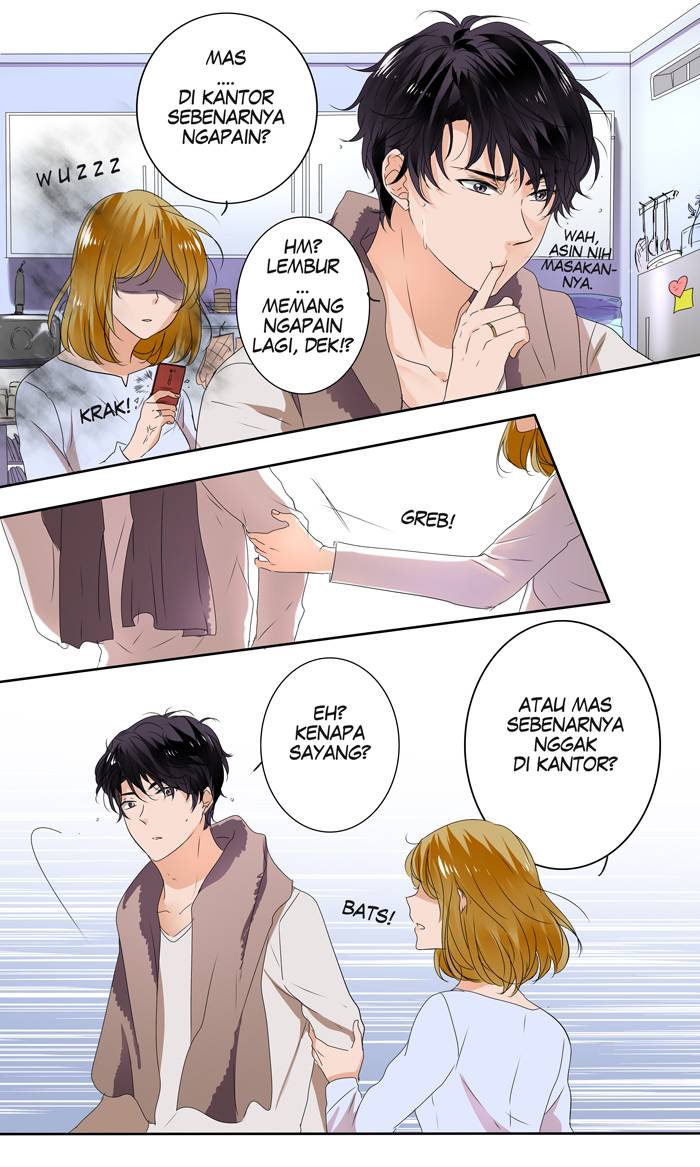 MAS
....
DI KANTOR
SEBENARNYA
NGAPAIN?
WUZZZ
HM?
LEMBUR
...
MEMANG
NGAPAIN
LAGI, DEK!?
WAH,
ASIN NIH
MASAKAN-
NYA.
KRAK!
GREB!
EH?
KENAPA
SAYANG?
ATAU MAS
SEBENARNYA
NGGAK
DI KANTOR?
BATS!